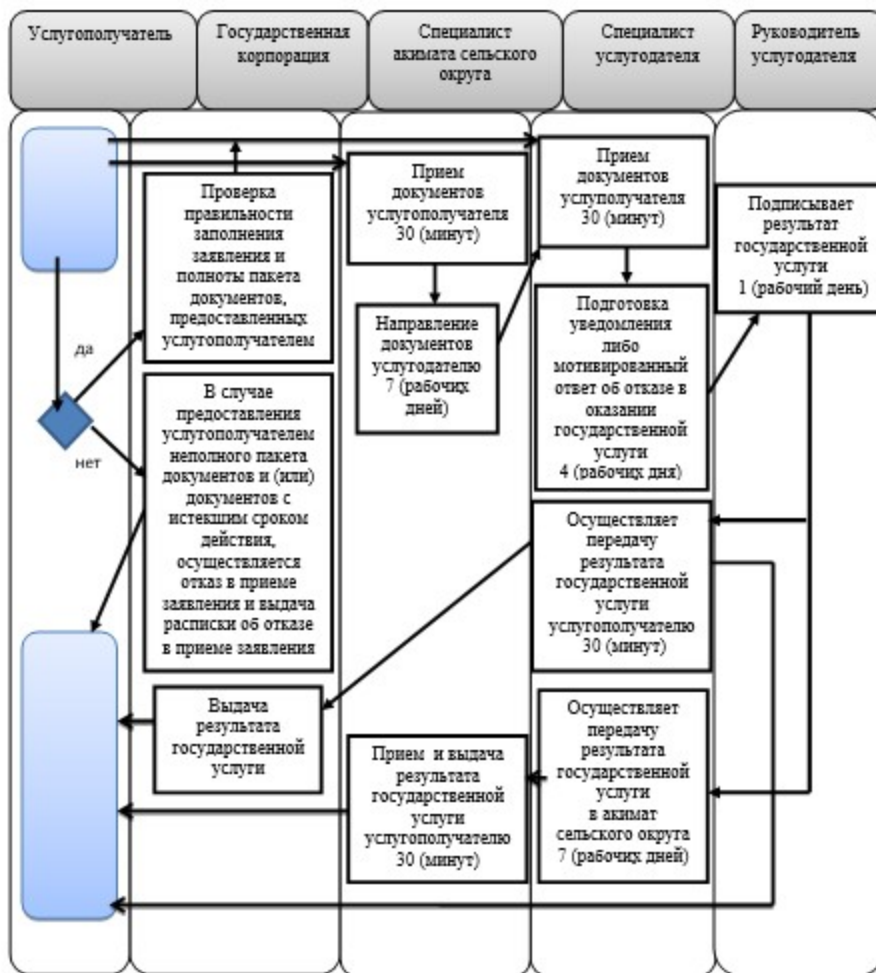 Услугополучатель
Государственная
корпорация
Специалист
акимата сельского
округа
Специалист
услугодателя
Руководитель
услугодателя
Проверка
правильности
заполнения
заявления и
полноты пакета
документов,
предоставленных
услугополучателем
Прием
документов
услугополучателя
30 (минут)
Прием
документов
услуполучателя
30 (минут)
Подписывает
результат
государственной
услуги
1 (рабочий день)
да
нет
Направление
документов
услугодателю
7 (рабочих
дней)
Подготовка
уведомления
либо
мотивированный
ответ об отказе в
оказании
государственной
услуги
4 (рабочих дня)
В случае
предоставления
услугополучателем
неполного пакета
документов и (или)
документов с
истекшим сроком
действия,
осуществляется
отказ в приеме
заявления и выдача
расписки об отказе
в приеме заявления
Осуществляет
передачу
результата
государственной
услуги
услугополучателю
30 (минут)
Выдача
результата
государственной
услуги
Прием и выдача
результата
государственной
услуги
услугополучателю
30 (минут)
Осуществляет
передачу
результата
государственной
услуги
в акимат
сельского округа
7 (рабочих дней)